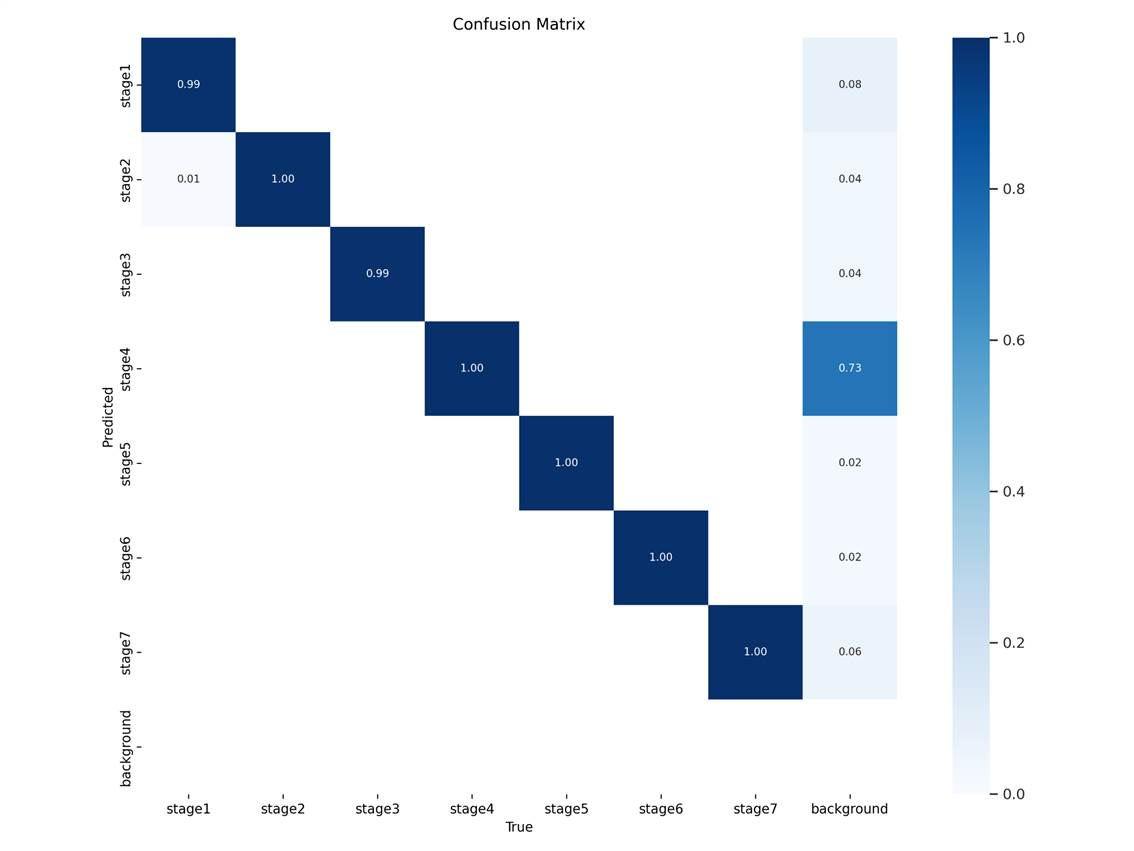 Confusion Matrix
stage1 0.99 0.08
stage2 0.01 1.00 0.04
stage3 0.99 0.04
stage4 1.00 0.73
stage5 1.00 0.02
stage6 1.00 0.02
stage7 1.00 0.06
background
Predicted
stage1 stage2 stage3 stage4 stage5 stage6 stage7 background
True
1.0
0.8
0.6
0.4
0.2
0.0